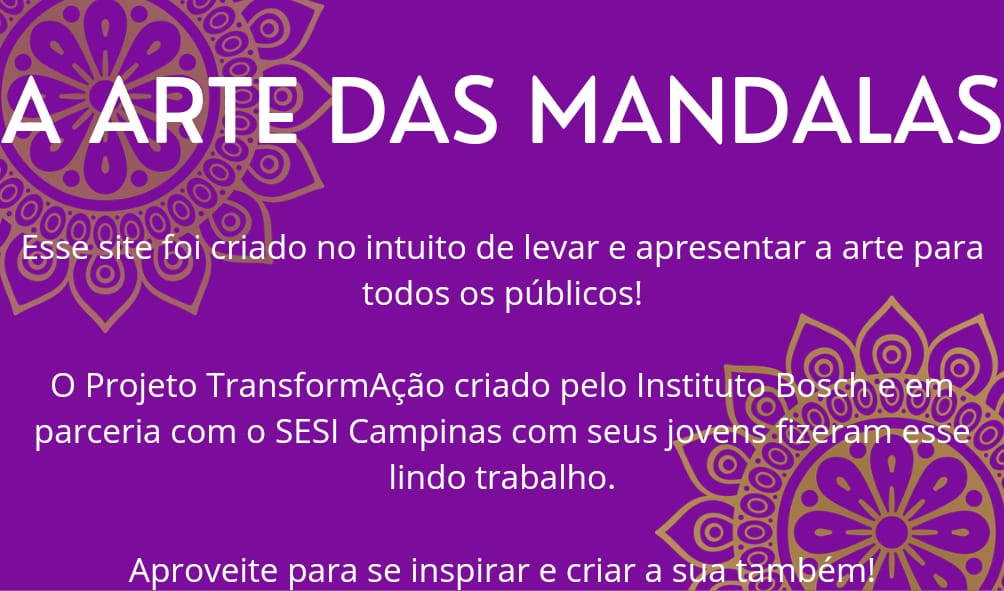 A ARTE DAS MANDALAS
Esse site foi criado no intuito de levar e apresentar a arte para
todos os públicos!
O Projeto TransformAção criado pelo Instituto Bosch e em
parceria com o SESI Campinas com seus jovens fizeram esse
lindo trabalho.
Aproveite para se inspirar e criar a sua também!